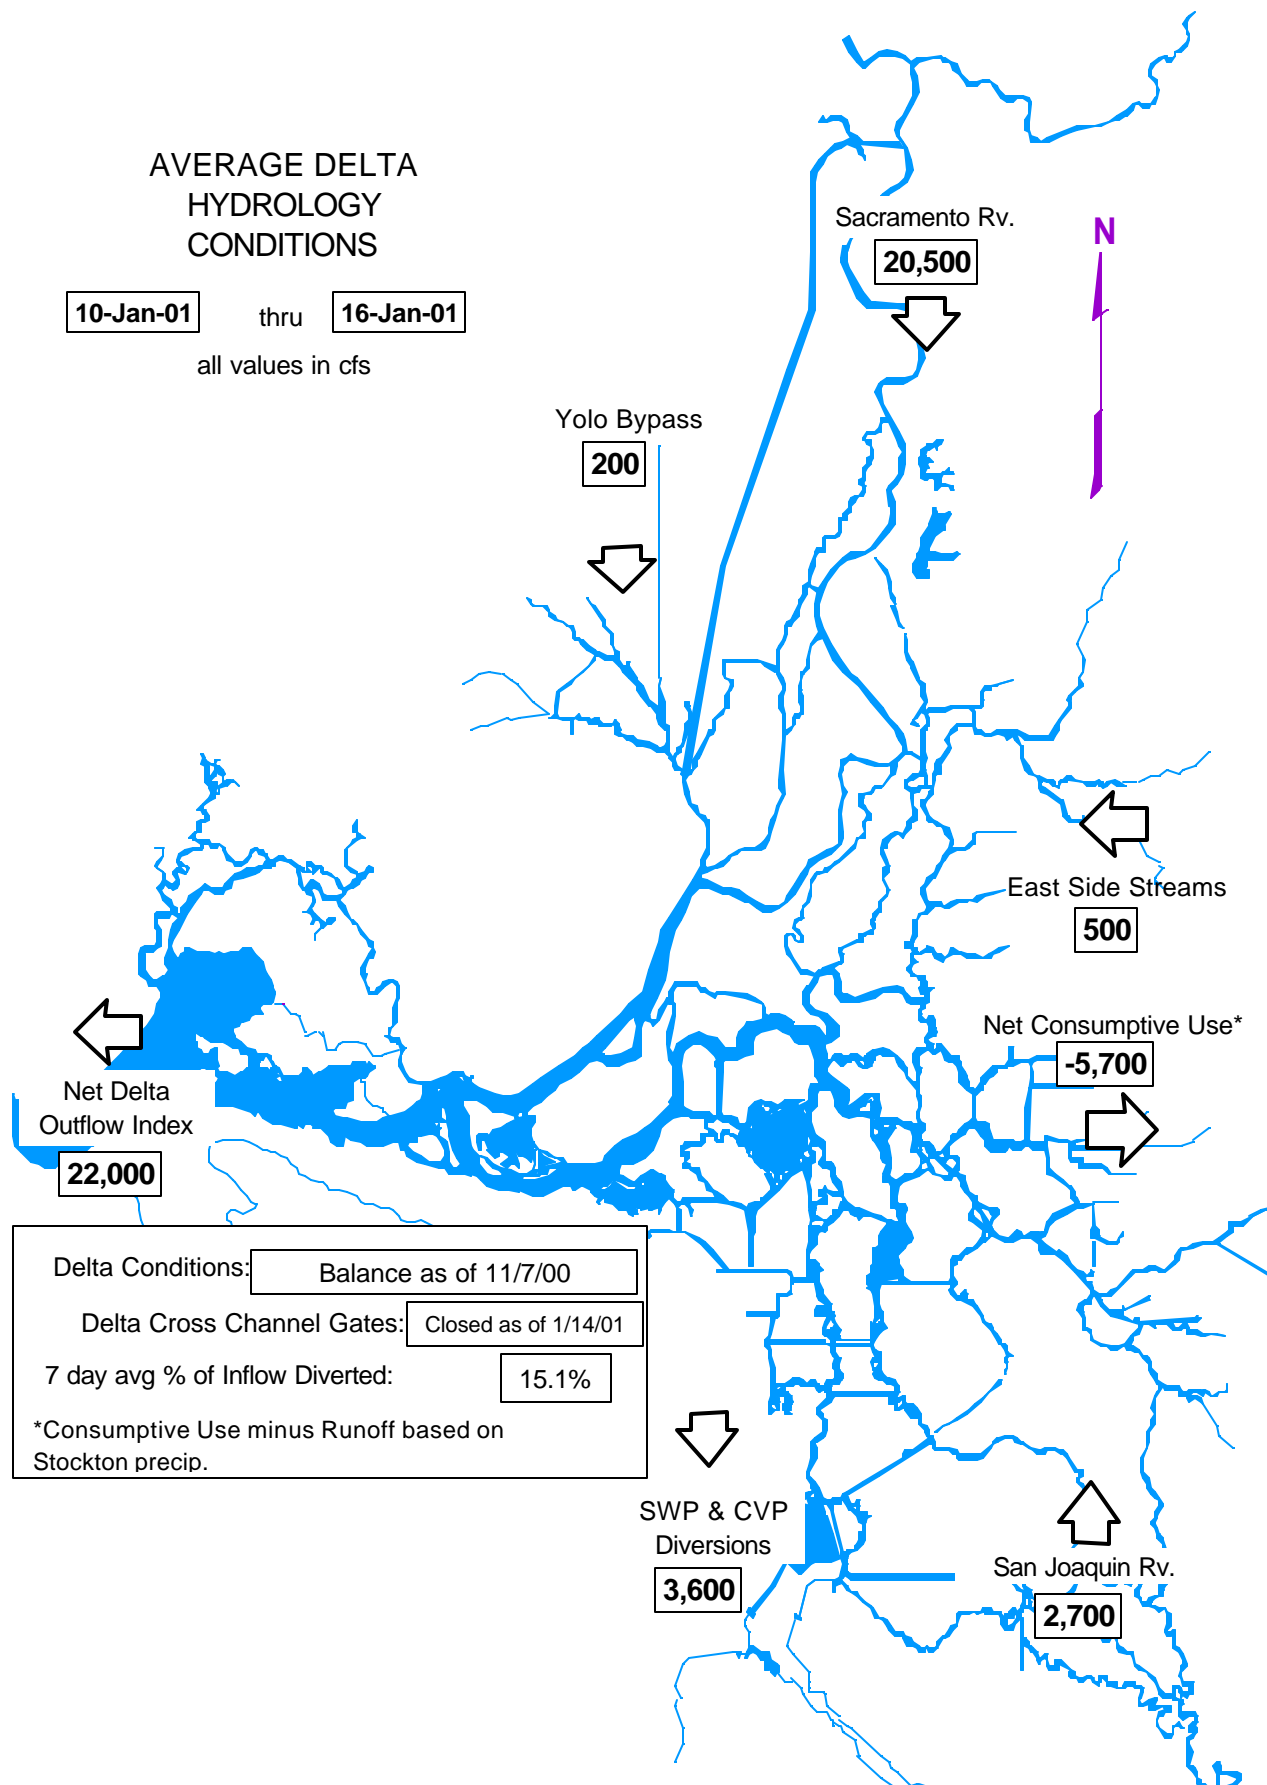 AVERAGE DELTA
HYDROLOGY
CONDITIONS
10-Jan-01 thru 16-Jan-01
all values in cfs
Sacramento Rv.
20,500
N
Yolo Bypass
200
East Side Streams
500
Net Consumptive Use*
-5,700
Net Delta
Outflow Index
22,000
Delta Conditions: Balance as of 11/7/00
Delta Cross Channel Gates: Closed as of 1/14/01
7 day avg % of Inflow Diverted: 15.1%
*Consumptive Use minus Runoff based on
Stockton precip.
SWP & CVP
Diversions
3,600
San Joaquin Rv.
2,700